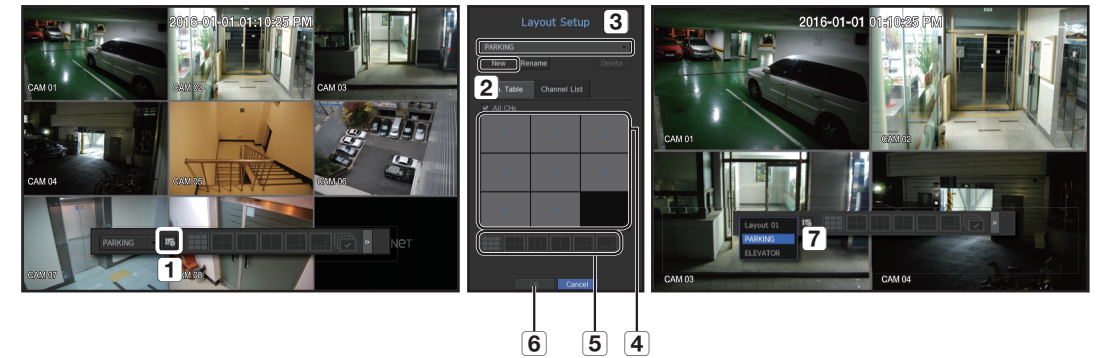 2016-01-01 01:10:25 PM
CAM 01
CAM 02
CAM 03
CAM 04
CAM 05
CAM 06
PARKING
NET
1
CAM 07
M 08
Layout Setup
3
PARKING
New
Rename
Delete
2
. Table
Channel List
All CHs
OK
Cancel
6
5
4
2016-01-01 01:10:25 PM
CAM 01
CAM 02
Layout 01
PARKING
ELEVATOR
7
CAM 03
CAM 04